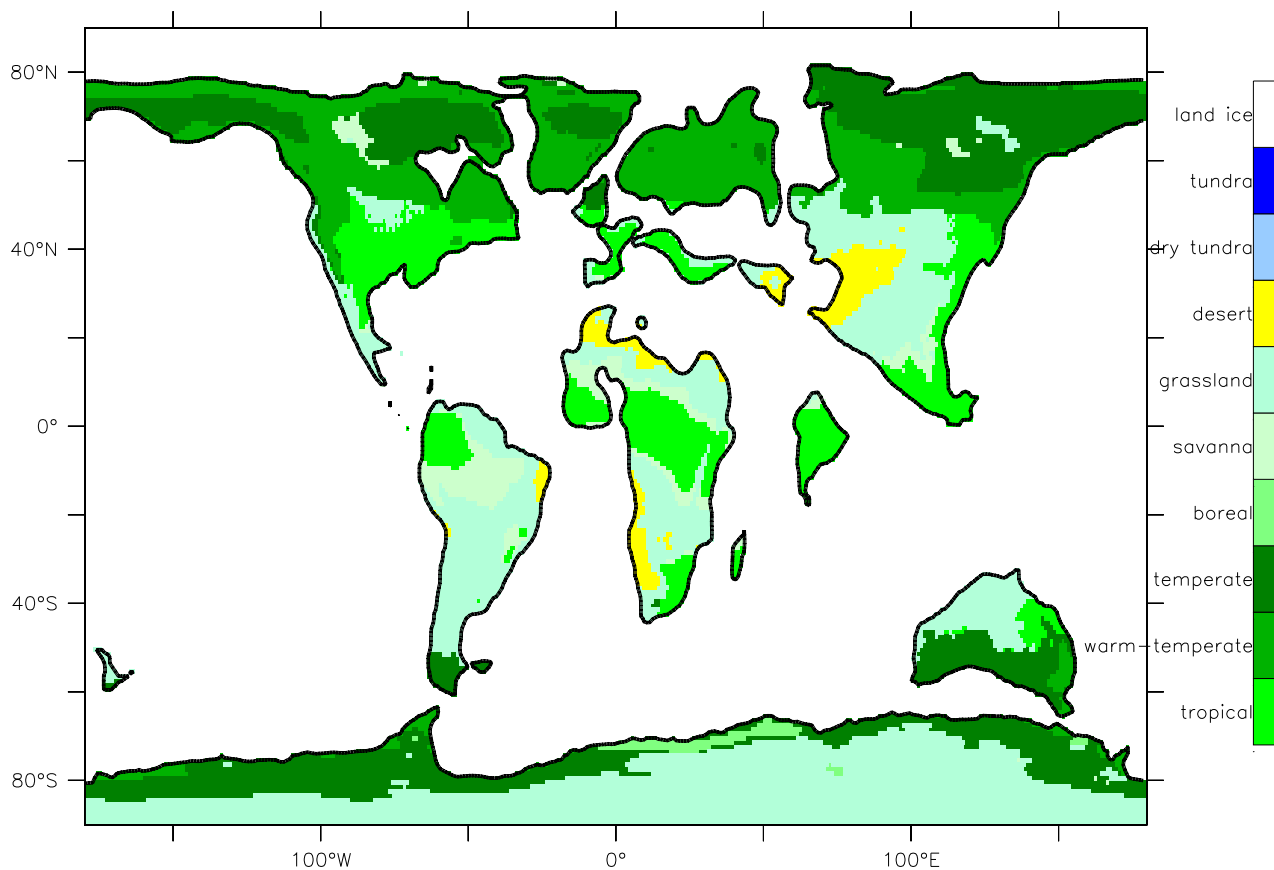 80°N
40°N
0°
40°S
80°S
100°W
0°
100°E
land ice
tundra
dry tundra
desert
grassland
savanna
boreal
temperate
warm-temperate
tropical